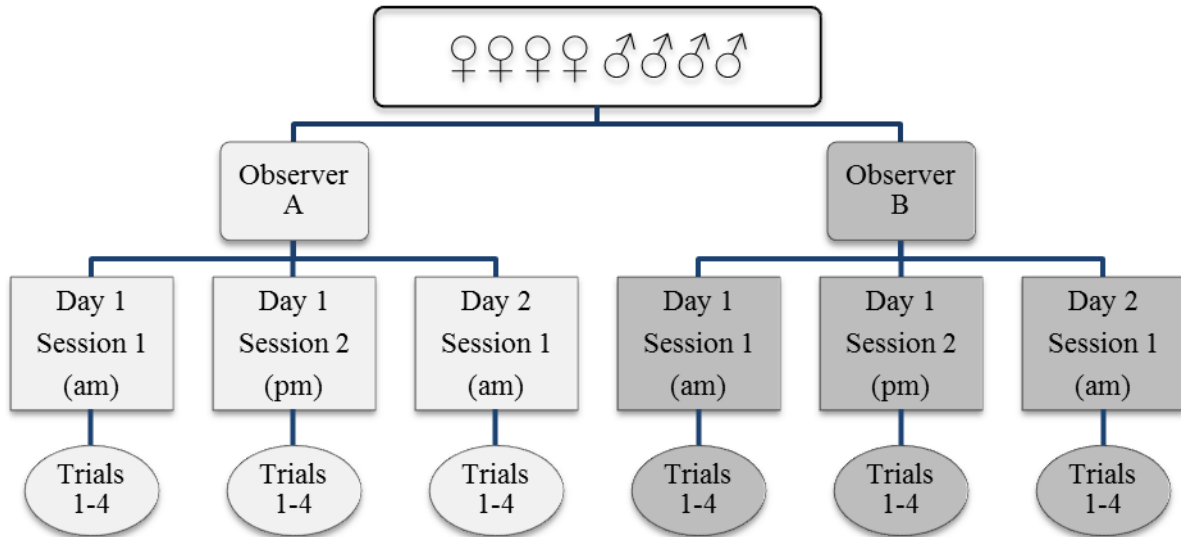 ♀♀♀♀ ♂♂♂♂
Observer
A
Observer
B
Day 1
Session 1
(am)
Day 1
Session 2
(pm)
Day 2
Session 1
(am)
Day 1
Session 1
(am)
Day 1
Session 2
(pm)
Day 2
Session 1
(am)
Trials
1-4
Trials
1-4
Trials
1-4
Trials
1-4
Trials
1-4
Trials
1-4